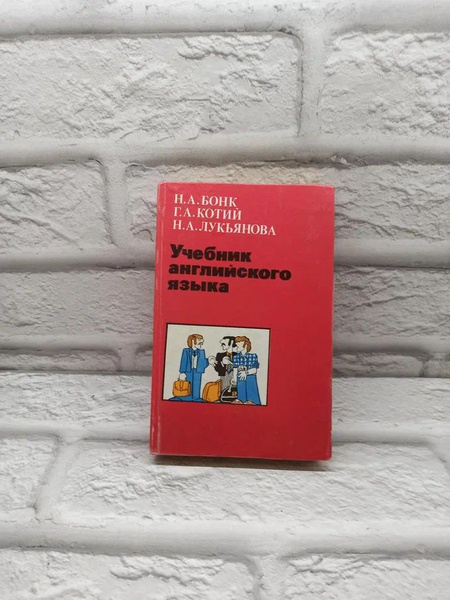 Н.А.БОНК
Г.А.КОТИЙ
Н.А.ЛУКЬЯНОВА
Учебник
английского
языка